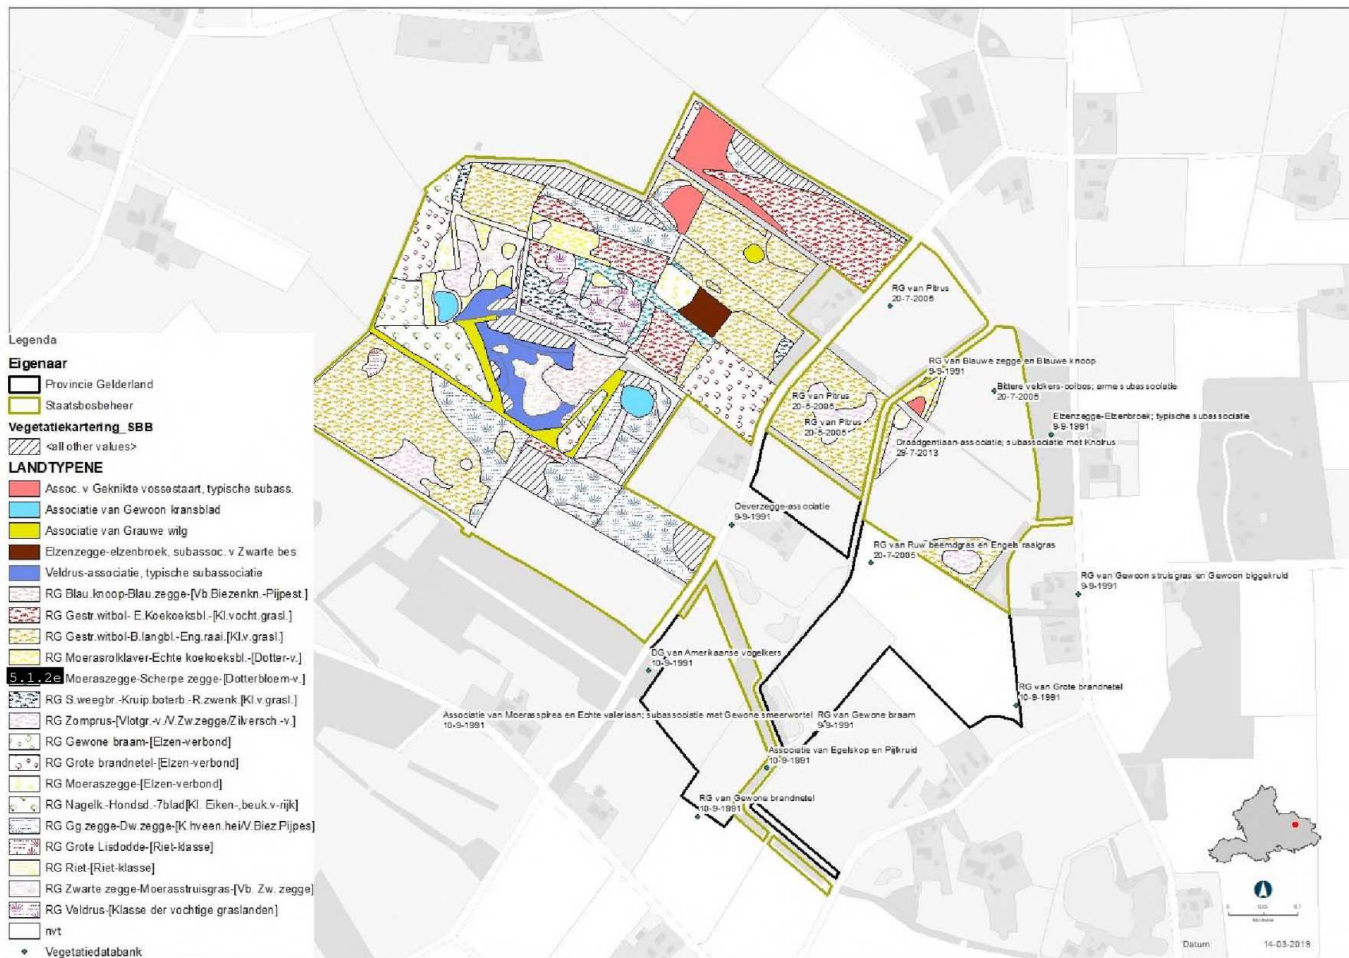 RG van Pitrus
20-7-2005
RG van Blauwe zegge en Blauwe knoop
9-9-1991
Bittere veldkers-ooibos; arme subassociatie
20-7-2005
RG van Pitrus
20-5-2005
Elzenzegge-Elzenbroek; typische subassociatie
9-9-1991
RG van Pitrus
20-5-2005
Draadgentiaan-associatie; subassociatie met Knolrus
29-7-2013
Oeverzegge-associatie
9-9-1991
RG van Ruw beemdgras en Engels raaigras
20-7-2005
RG van Gewoon struisgras en Gewoon biggekruid
9-9-1991
DG van Amerikaanse vogelkers
10-9-1991
RG van Grote brandnetel
10-9-1991
Associatie van Moerasspirea en Echte valeriaan; subassociatie met Gewone smeerwortel
10-9-1991
RG van Gewone braam
9-9-1991
Associatie van Egelskop en Pijlkruid
10-9-1991
RG van Gewone brandnetel
10-9-1991
Legenda
Eigenaar
Provincie Gelderland
Staatsbosbeheer
Vegetatiekartering_SBB
<all other values>
LANDTYPENE
Assoc. v Geknikte vossestaart, typische subass.
Associatie van Gewoon kransblad
Associatie van Grauwe wilg
Elzenzegge-elzenbroek, subassoc. v Zwarte bes
Veldrus-associatie, typische subassociatie
RG Blau.knoop-Blau.zegge-[Vb.Biezenkn.-Pijpest.]
RG Gestr.witbol- E.Koekoeksbl.-[Kl.vocht.grasl.]
RG Gestr.witbol-B.langbl.-Eng.raai.[Kl.v.grasl.]
RG Moerasrolklaver-Echte koekoeksbl.-[Dotter-v.]
5.1.2e Moeraszegge-Scherpe zegge-[Dotterbloem-v.]
RG S.weegbr.-Kruip.boterb.-R.zwenk.[Kl.v.grasl.]
RG Zomprus-[Vlotgr.-v./V.Zw.zegge/Zilversch.-v.]
RG Gewone braam-[Elzen-verbond]
RG Grote brandnetel-[Elzen-verbond]
RG Moeraszegge-[Elzen-verbond]
RG Nagelk.-Hondsd.-7blad[Kl. Eiken-,beuk.v-rijk]
RG Gg.zegge-Dw.zegge-[K.hveen.hei/V.Biez.Pijpes]
RG Grote Lisdodde-[Riet-klasse]
RG Riet-[Riet-klasse]
RG Zwarte zegge-Moerasstruisgras-[Vb. Zw. zegge]
RG Veldrus-[Klasse der vochtige graslanden]
nvt
Vegetatiedatabank
Datum: 14-03-2019